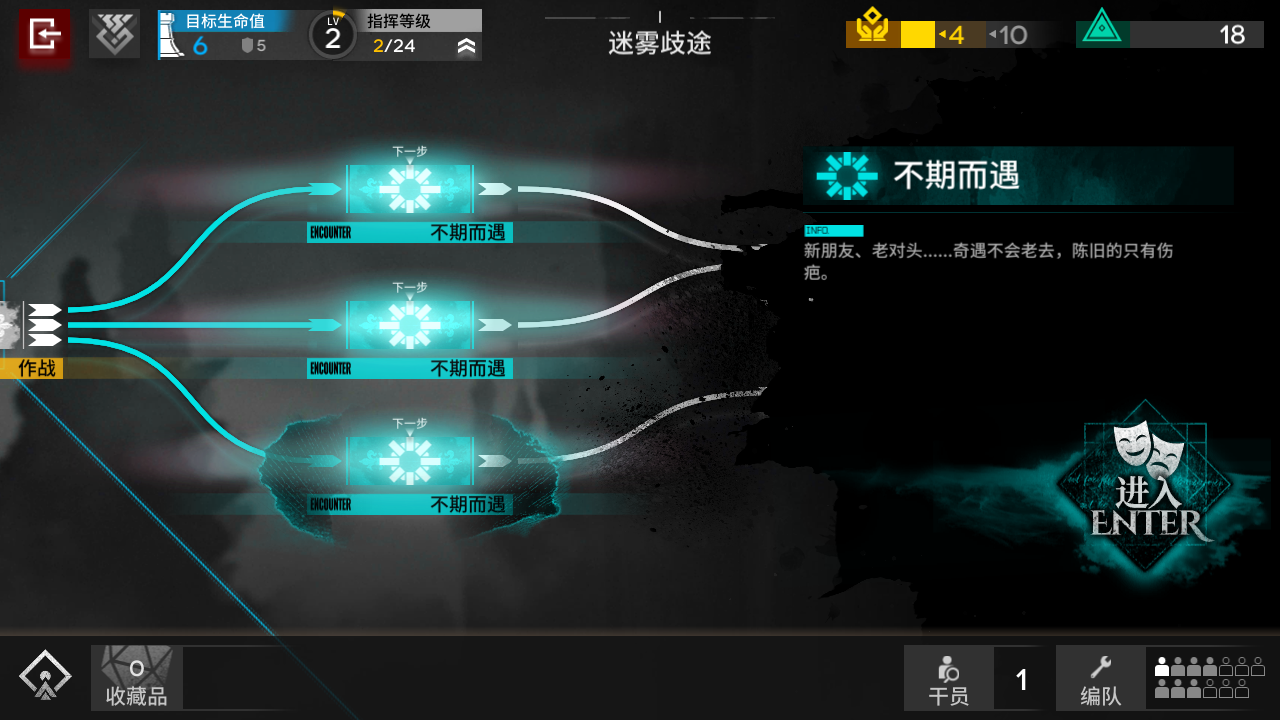 目标生命值
6
5
LV
2
指挥等级
2/24
迷雾歧途
4
10
18
下一步
ENCOUNTER 不期而遇
下一步
ENCOUNTER 不期而遇
作战
下一步
ENCOUNTER 不期而遇
不期而遇
INFO.
新朋友、老对头......奇遇不会老去，陈旧的只有伤
疤。
进入
ENTER
0
收藏品
干员
1
编队